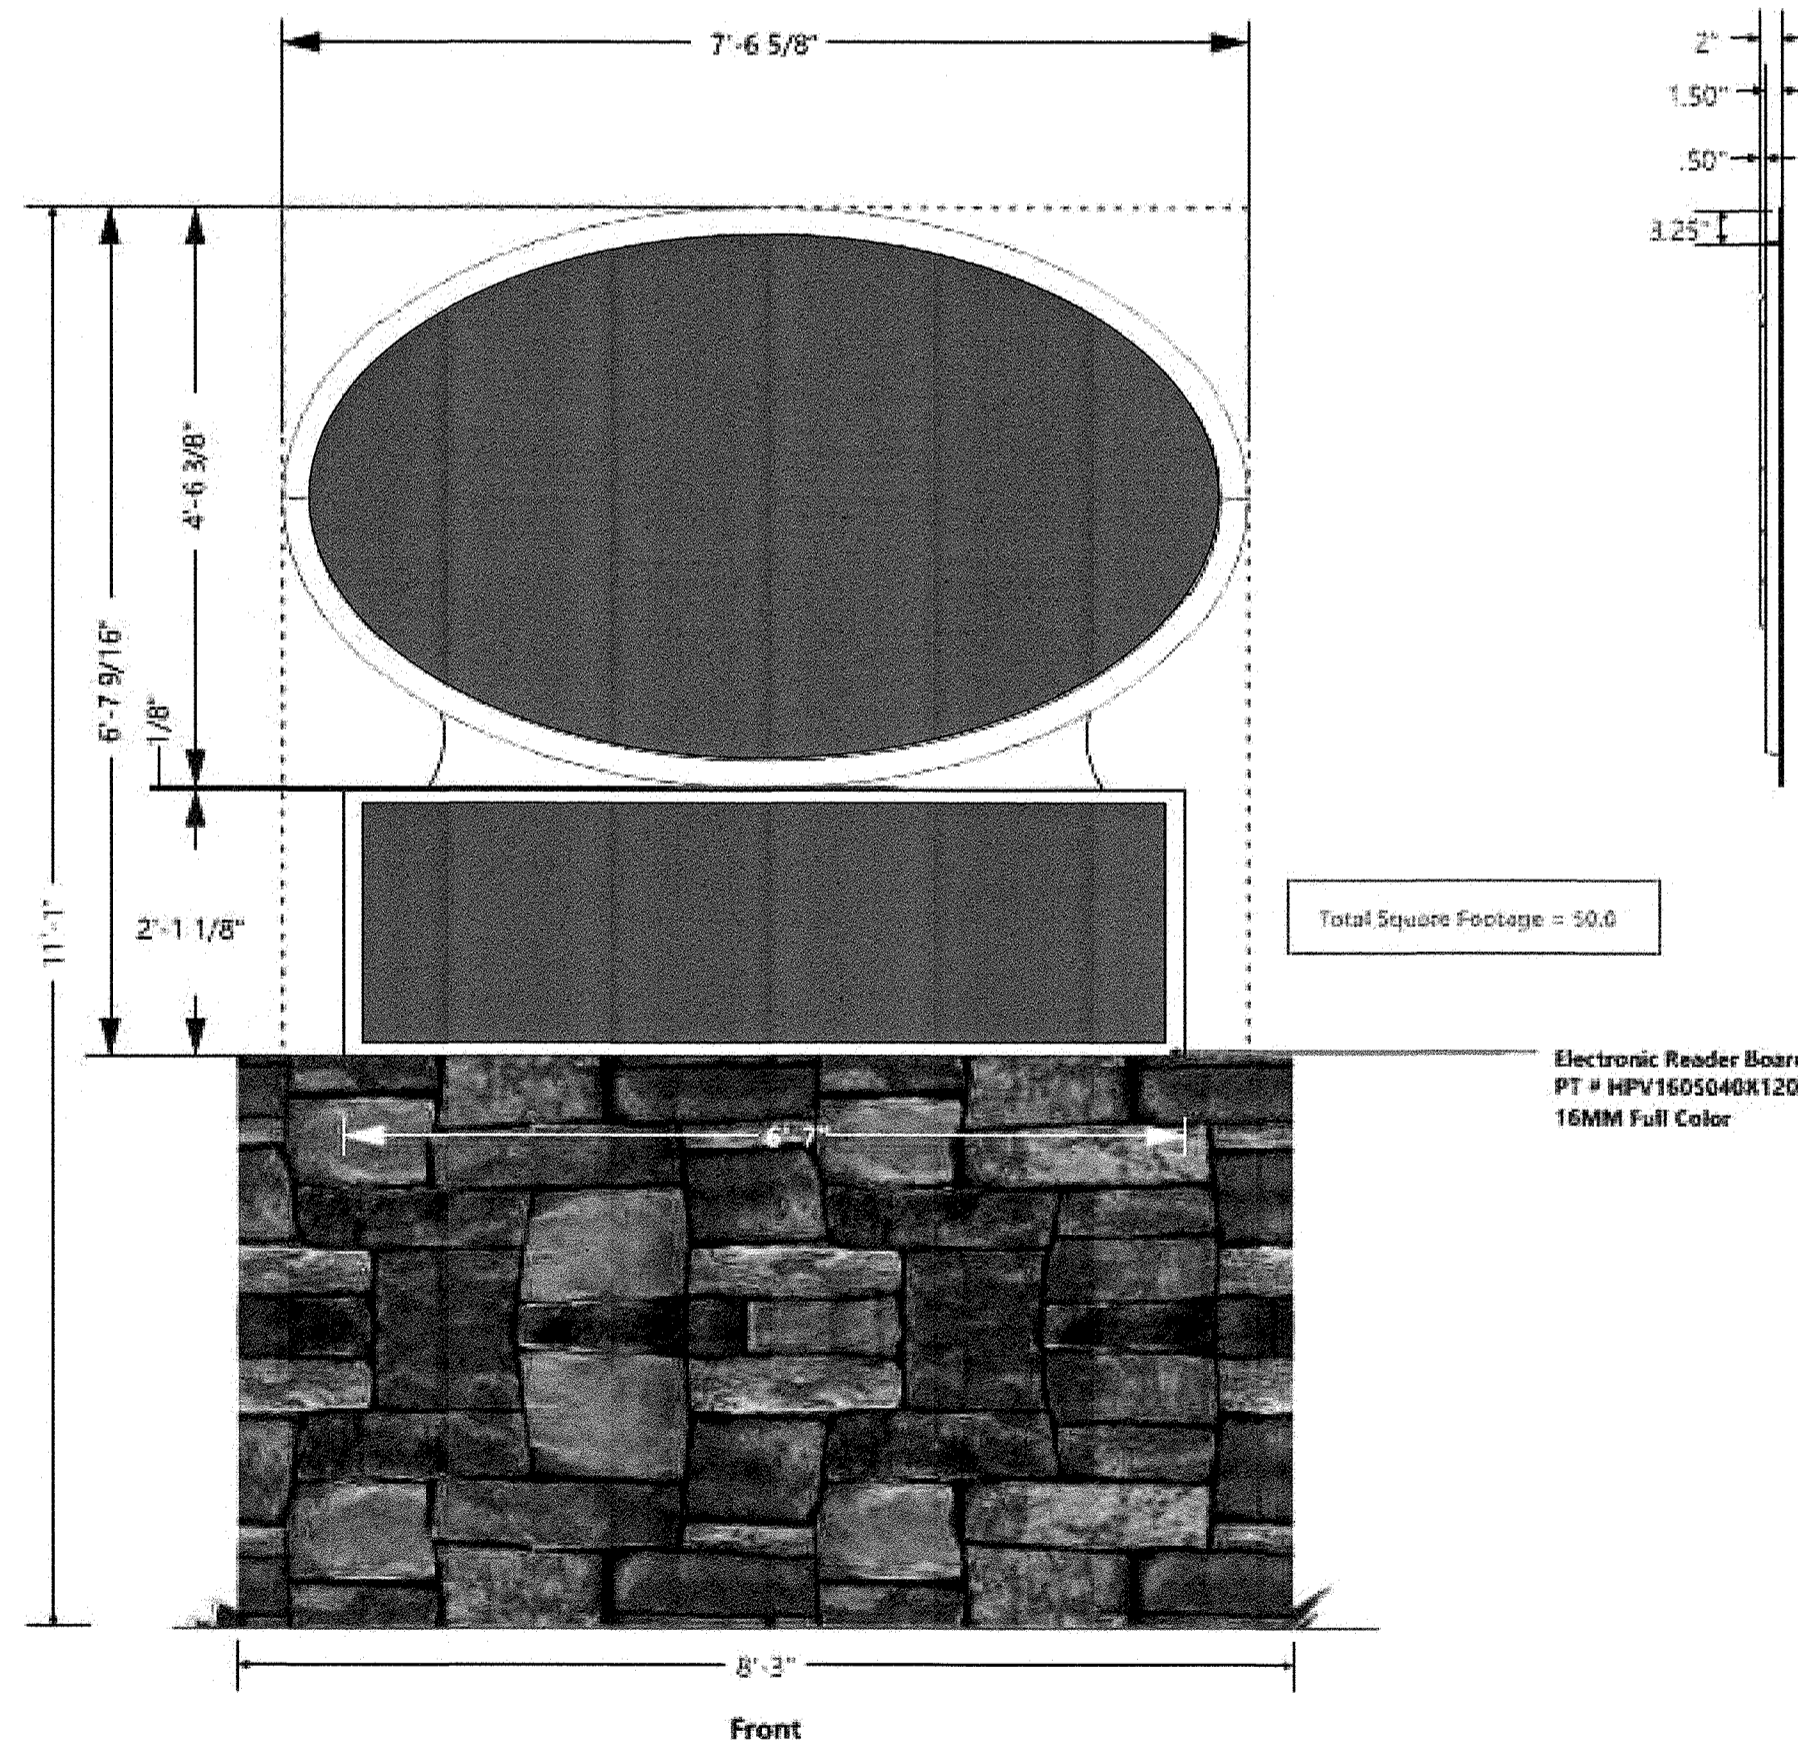 7'-6 5/8"
2"
1.50"
.50"
3.25"
4'-6 3/8"
6'-7 9/16"
1/8"
11'-1"
2'-1 1/8"
Total Square Footage = 50.0
Electronic Reader Boar
PT # HPV1605040X120
16MM Full Color
6'-7"
8'-3"
Front